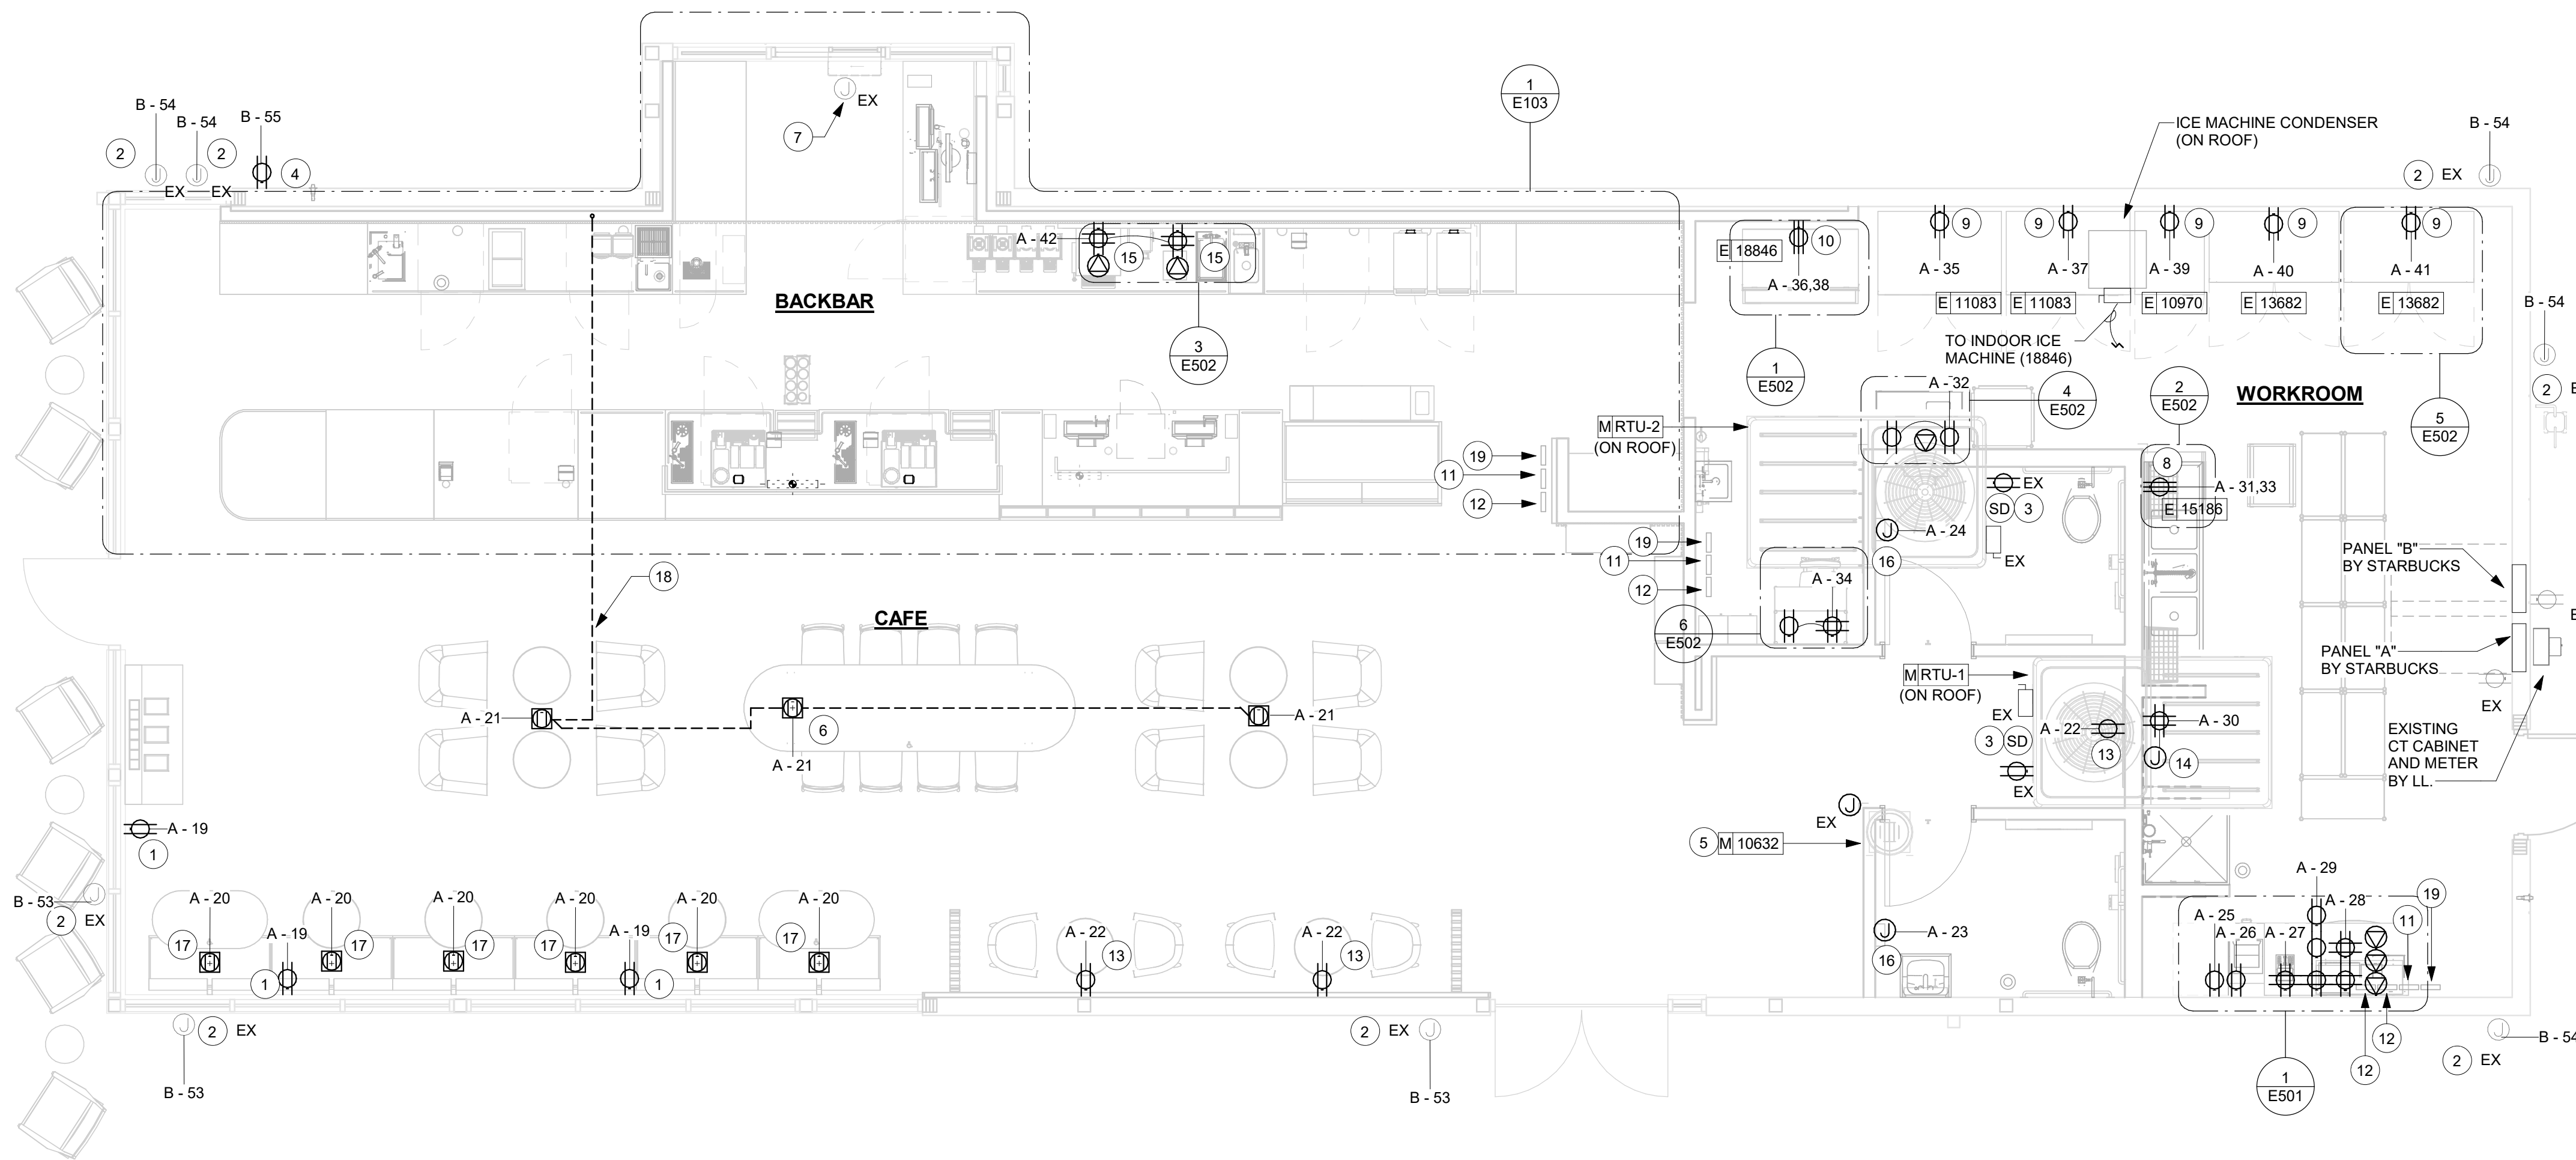 1
E103
B - 54
B - 54
B - 55
2
2
4
EX
EX
7
EX
ICE MACHINE CONDENSER
(ON ROOF)
B - 54
2
EX
A - 42
15
15
BACKBAR
3
E502
E 18846
10
A - 36,38
1
E502
9
A - 35
E 11083
9
A - 37
E 11083
9
A - 39
E 10970
9
A - 40
E 13682
9
A - 41
E 13682
B - 54
2
TO INDOOR ICE
MACHINE (18846)
5
E502
WORKROOM
A - 32
4
E502
2
E502
M RTU-2
(ON ROOF)
19
11
12
8
A - 31,33
E 15186
EX
SD
3
EX
A - 24
16
19
11
12
A - 34
6
E502
PANEL "B"
BY STARBUCKS
PANEL "A"
BY STARBUCKS
EX
EXISTING
CT CABINET
AND METER
BY LL.
18
CAFE
A - 21
A - 21
6
A - 21
M RTU-1
(ON ROOF)
EX
3
SD
EX
A - 22
13
A - 30
J
14
J
EX
5
M 10632
A - 19
1
B - 53
2
EX
A - 20
A - 20
A - 20
A - 20
A - 20
A - 20
17
17
17
17
17
17
A - 19
1
A - 19
1
A - 22
13
A - 22
13
J
A - 23
16
A - 29
A - 28
A - 25
A - 26
A - 27
11
19
12
12
1
E501
2
EX
B - 53
2
EX
B - 53
B - 54
2
EX